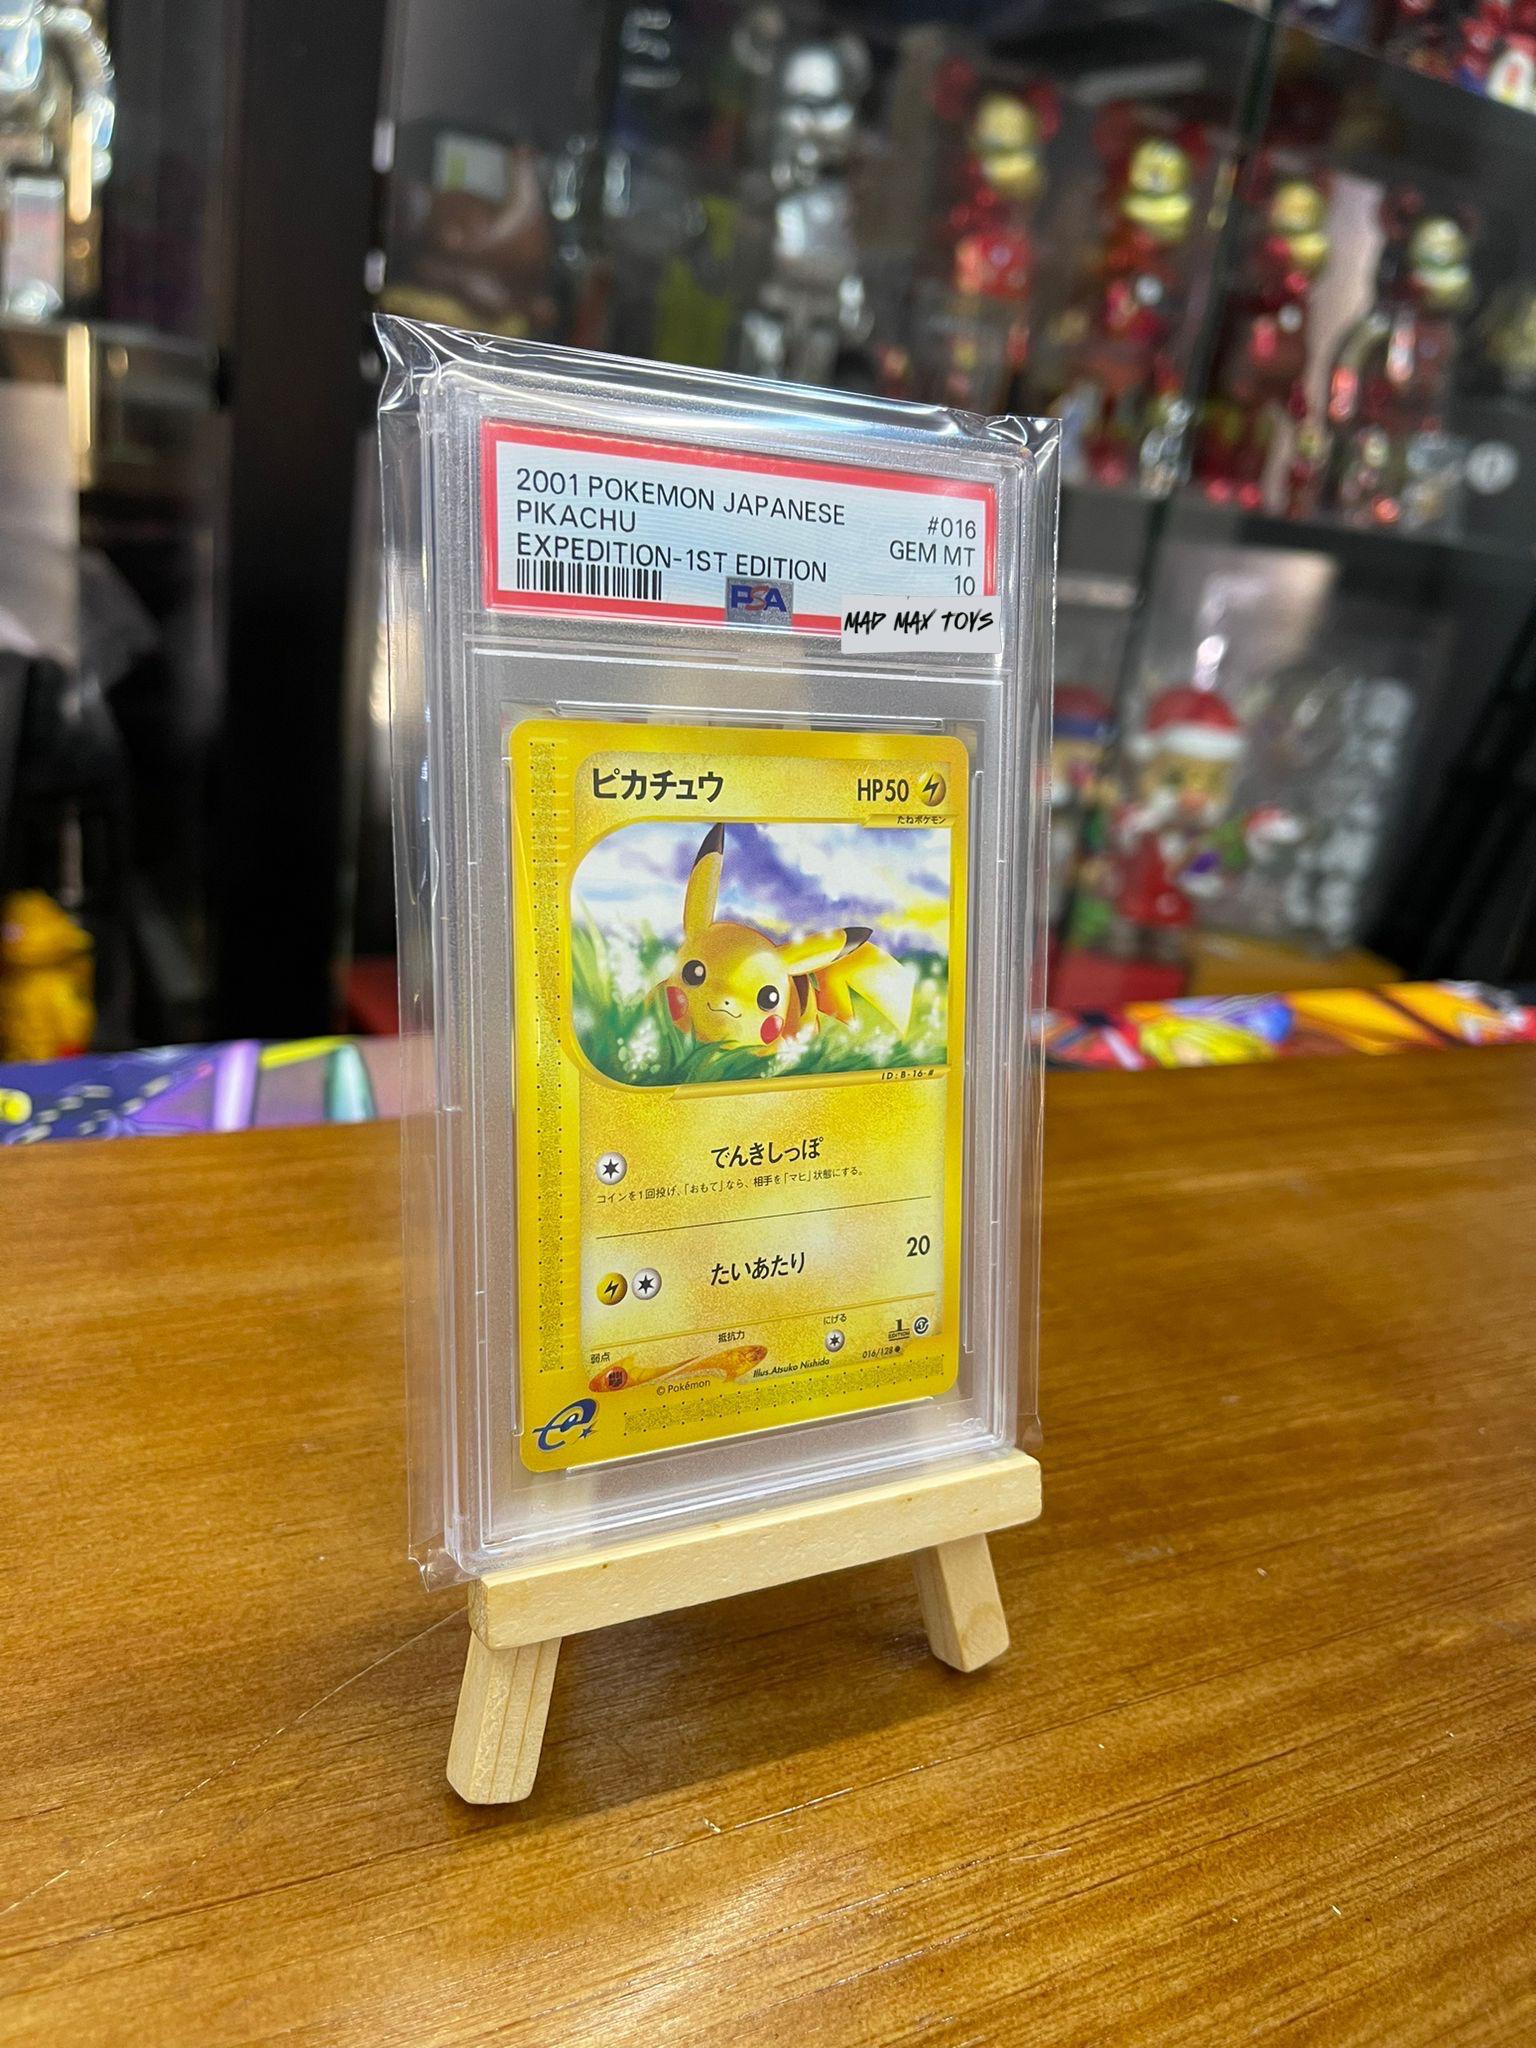 2001 POKEMON JAPANESE #016
PIKACHU GEM MT
EXPEDITION-1ST EDITION 10
PSA
MAD MAX TOYS
ピカチュウ HP50
たねポケモン
ID:B-16-#
でんきしっぽ
コインを1回投げ、「おもて」なら、相手を「マヒ」状態にする。
たいあたり 20
弱点 抵抗力 にげる
1
EDITION
Illus.Atsuko Nishida 016/128
© Pokémon
e